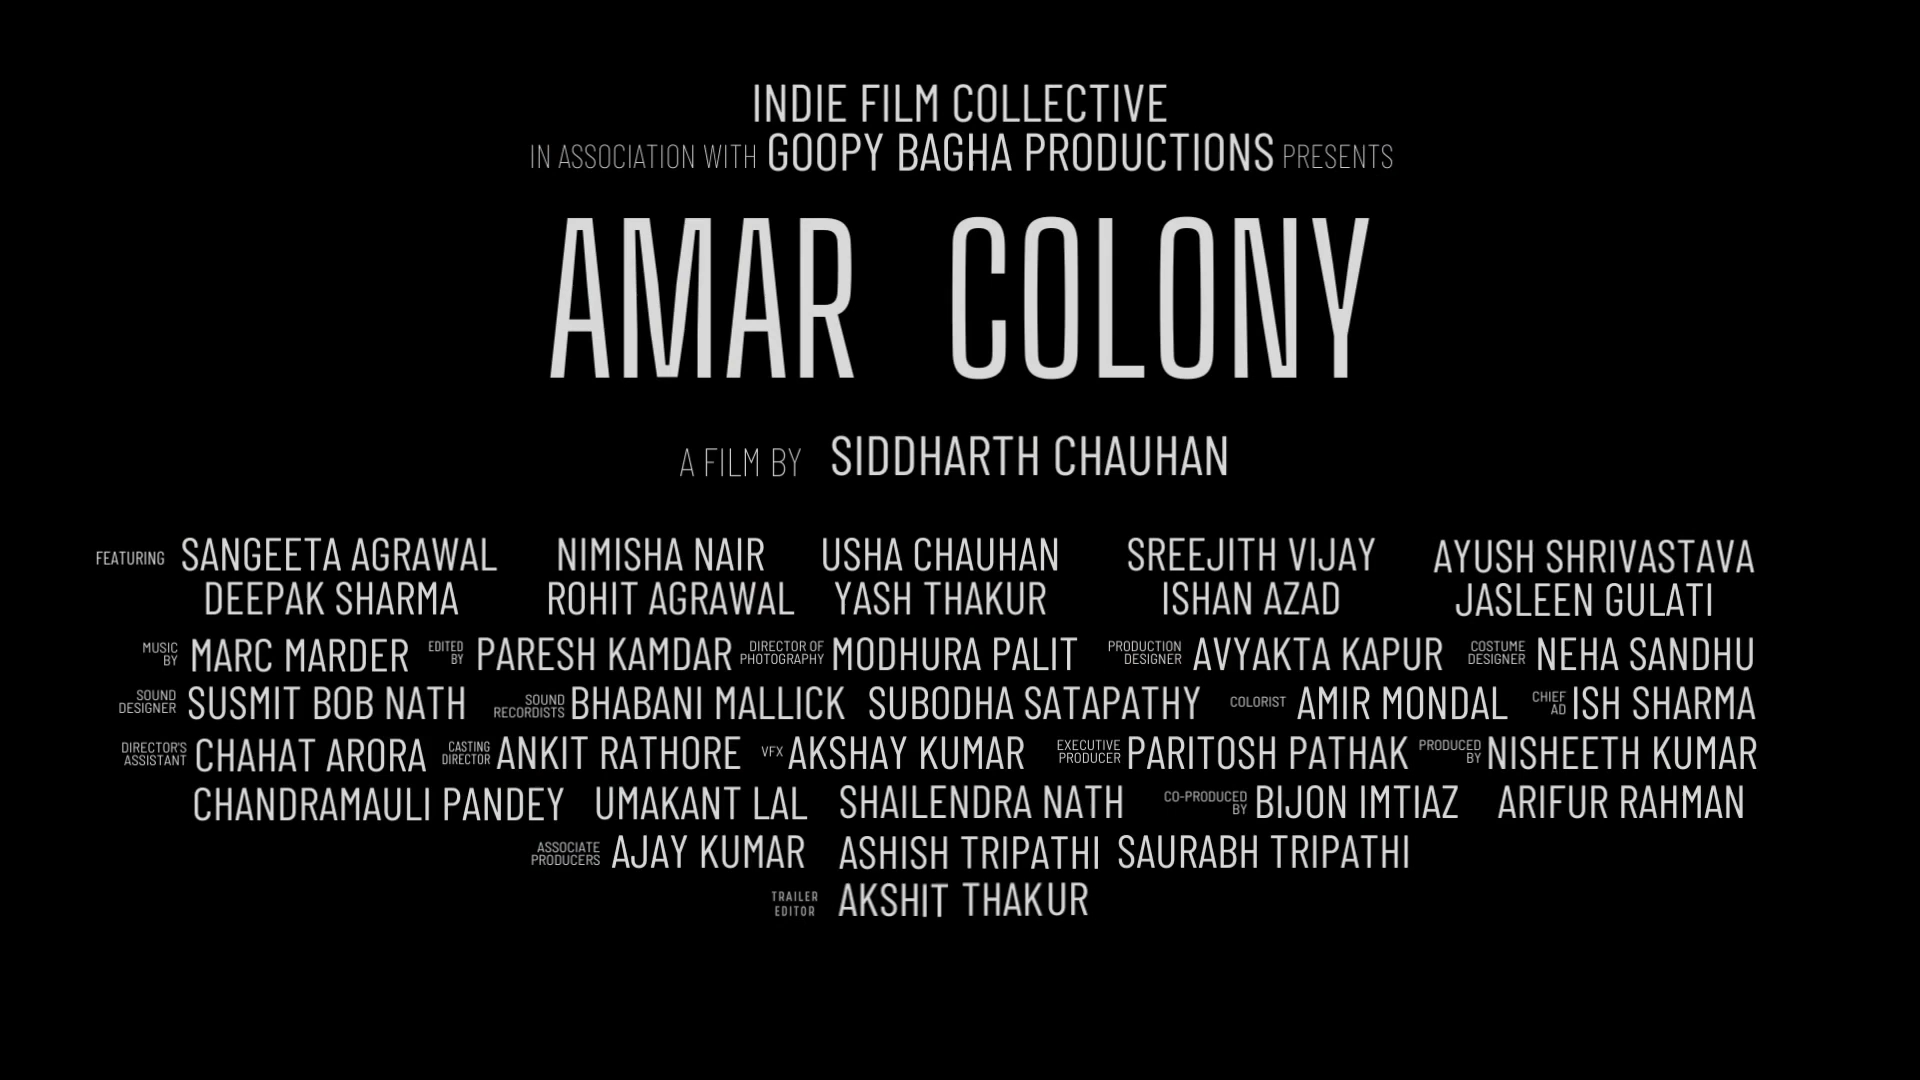 INDIE FILM COLLECTIVE
IN ASSOCIATION WITH GOOPY BAGHA PRODUCTIONS PRESENTS
AMAR COLONY
A FILM BY SIDDHARTH CHAUHAN
FEATURING SANGEETA AGRAWAL NIMISHA NAIR USHA CHAUHAN SREEJITH VIJAY AYUSH SHRIVASTAVA
DEEPAK SHARMA ROHIT AGRAWAL YASH THAKUR ISHAN AZAD JASLEEN GULATI
MUSIC BY MARC MARDER EDITED BY PARESH KAMDAR DIRECTOR OF PHOTOGRAPHY MODHURA PALIT PRODUCTION DESIGNER AVYAKTA KAPUR COSTUME DESIGNER NEHA SANDHU
SOUND DESIGNER SUSMIT BOB NATH SOUND RECORDISTS BHABANI MALLICK SUBODHA SATAPATHY COLORIST AMIR MONDAL CHIEF AD ISH SHARMA
DIRECTOR'S ASSISTANT CHAHAT ARORA CASTING DIRECTOR ANKIT RATHORE VFX AKSHAY KUMAR EXECUTIVE PRODUCER PARITOSH PATHAK PRODUCED BY NISHEETH KUMAR
CHANDRAMAULI PANDEY UMAKANT LAL SHAILENDRA NATH CO-PRODUCED BY BIJON IMTIAZ ARIFUR RAHMAN
ASSOCIATE PRODUCERS AJAY KUMAR ASHISH TRIPATHI SAURABH TRIPATHI
TRAILER EDITOR AKSHIT THAKUR